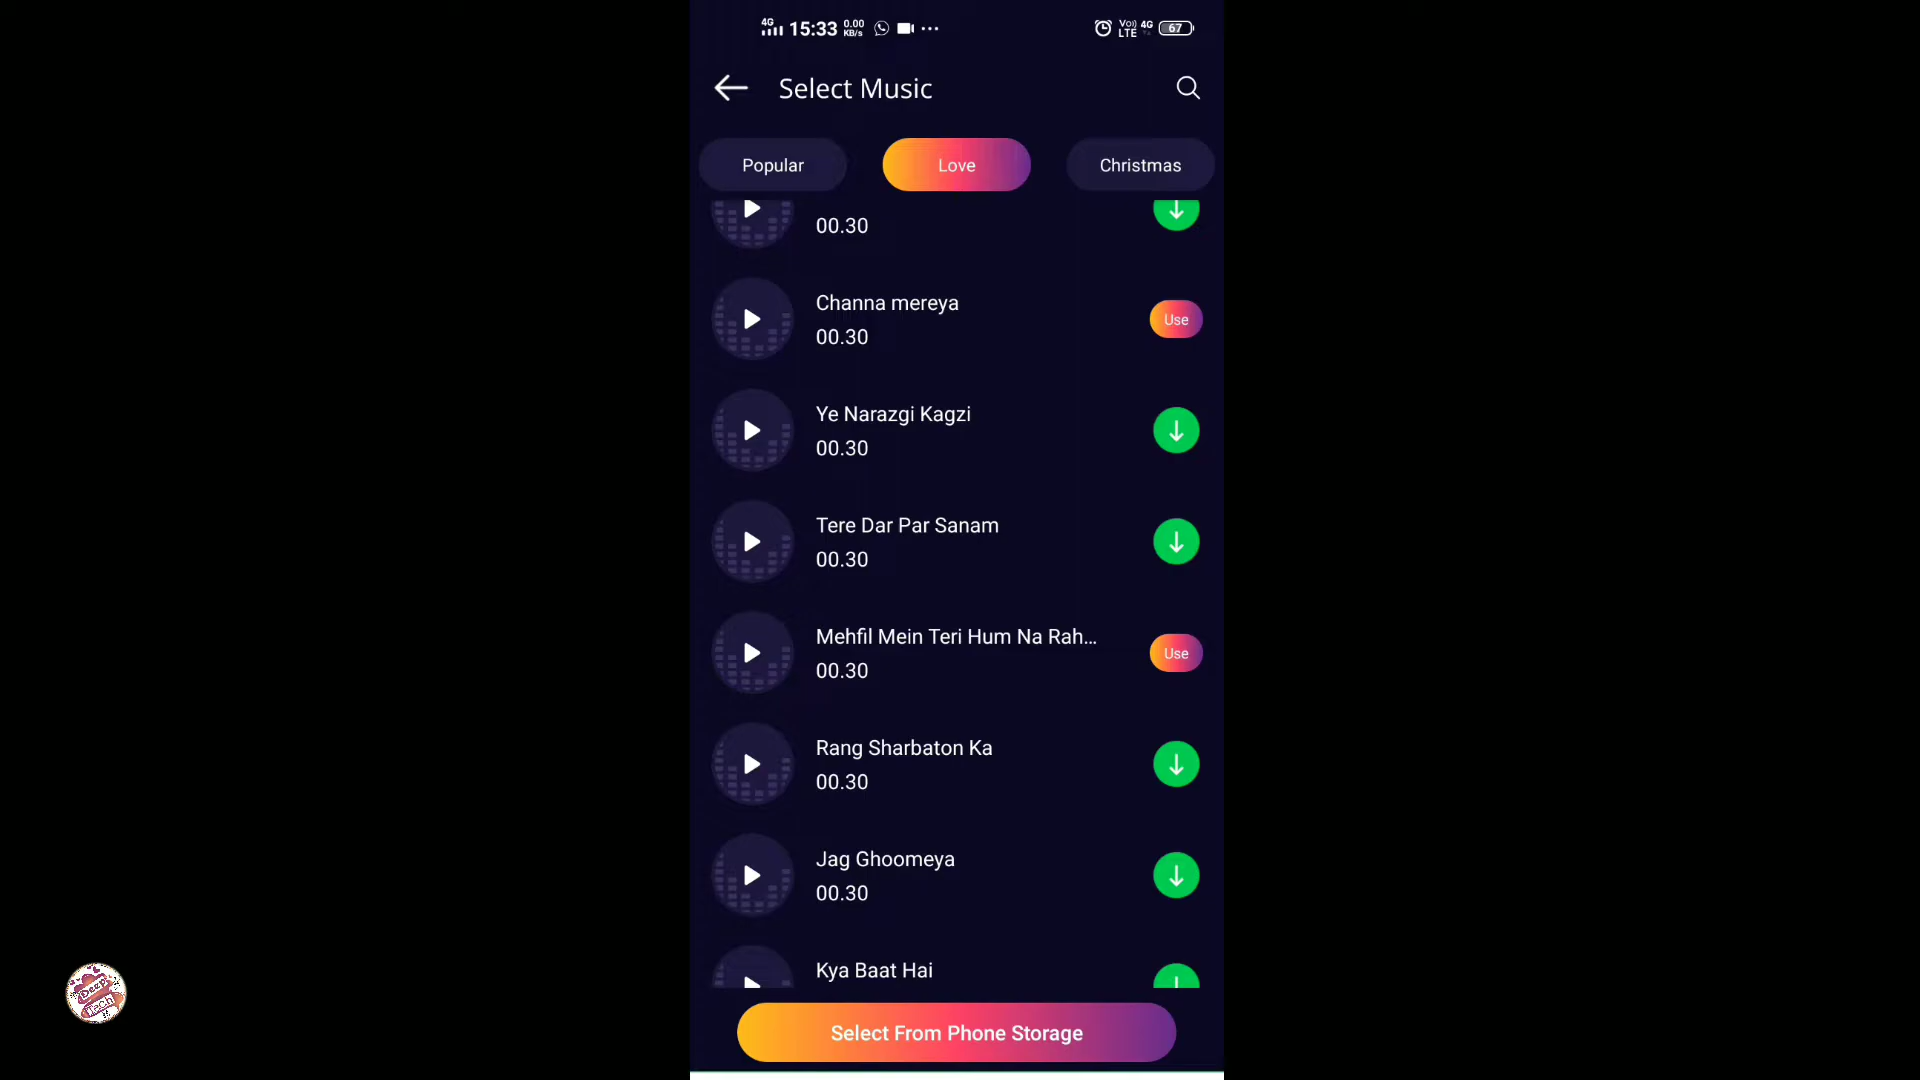 4G 15:33 0.00 KB/s Vo) LTE 4G 67
Select Music
Popular Love Christmas
00.30
Channa mereya
00.30
Use
Ye Narazgi Kagzi
00.30
Tere Dar Par Sanam
00.30
Mehfil Mein Teri Hum Na Rah...
00.30
Use
Rang Sharbaton Ka
00.30
Jag Ghoomeya
00.30
Kya Baat Hai
Select From Phone Storage
Deep
TeCh